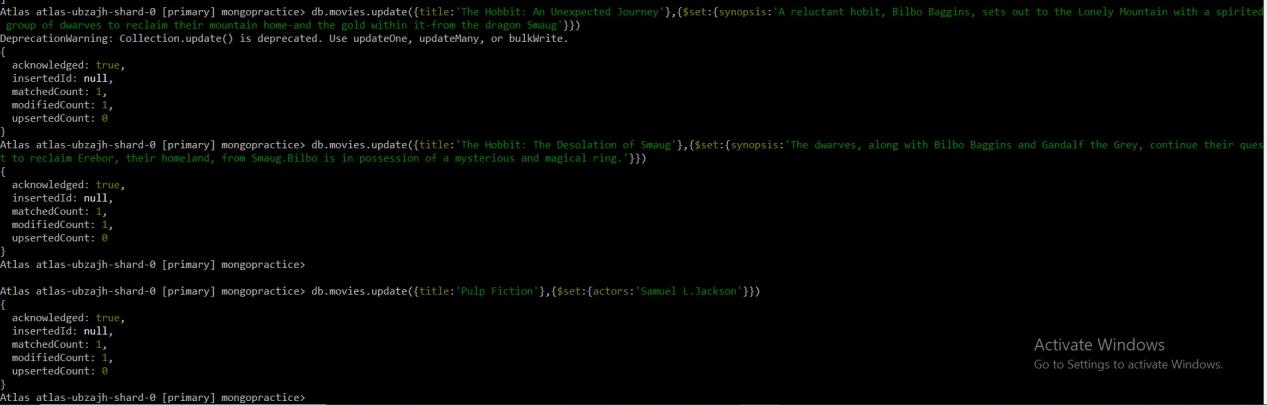 Atlas atlas-ubzajh-shard-0 [primary] mongopractice> db.movies.update({title:'The Hobbit: An Unexpected Journey'},{$set:{synopsis:'A reluctant hobit, Bilbo Baggins, sets out to the Lonely Mountain with a spirited
group of dwarves to reclaim their mountain home-and the gold within it-from the dragon Smaug'}})
DeprecationWarning: Collection.update() is deprecated. Use updateOne, updateMany, or bulkWrite.
{
acknowledged: true,
insertedId: null,
matchedCount: 1,
modifiedCount: 1,
upsertedCount: 0
}
Atlas atlas-ubzajh-shard-0 [primary] mongopractice> db.movies.update({title:'The Hobbit: The Desolation of Smaug'},{$set:{synopsis:'The dwarves, along with Bilbo Baggins and Gandalf the Grey, continue their ques
t to reclaim Erebor, their homeland, from Smaug.Bilbo is in possession of a mysterious and magical ring.'}})
{
acknowledged: true,
insertedId: null,
matchedCount: 1,
modifiedCount: 1,
upsertedCount: 0
}
Atlas atlas-ubzajh-shard-0 [primary] mongopractice>
Atlas atlas-ubzajh-shard-0 [primary] mongopractice> db.movies.update({title:'Pulp Fiction'},{$set:{actors:'Samuel L.Jackson'}})
{
acknowledged: true,
insertedId: null,
matchedCount: 1,
modifiedCount: 1,
upsertedCount: 0
}
Atlas atlas-ubzajh-shard-0 [primary] mongopractice>
Activate Windows
Go to Settings to activate Windows.